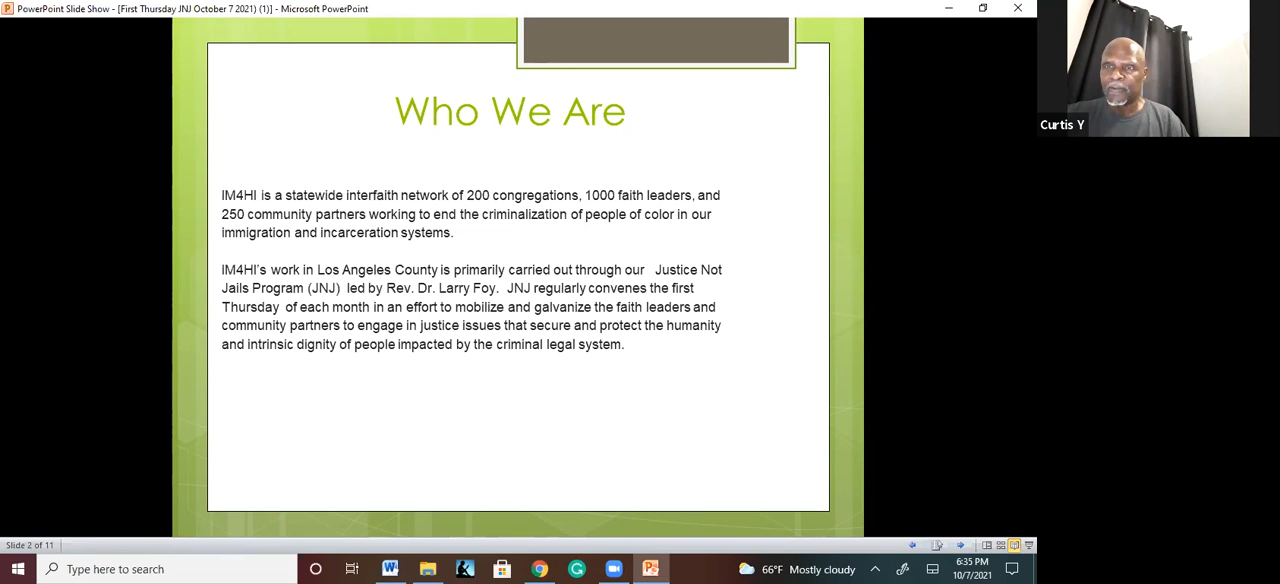 PowerPoint Slide Show - [First Thursday JNJ October 7 2021) (1)] - Microsoft PowerPoint
Who We Are
IM4HI is a statewide interfaith network of 200 congregations, 1000 faith leaders, and
250 community partners working to end the criminalization of people of color in our
immigration and incarceration systems.
IM4HI's work in Los Angeles County is primarily carried out through our Justice Not
Jails Program (JNJ) led by Rev. Dr. Larry Foy. JNJ regularly convenes the first
Thursday of each month in an effort to mobilize and galvanize the faith leaders and
community partners to engage in justice issues that secure and protect the humanity
and intrinsic dignity of people impacted by the criminal legal system.
Curtis Y
Slide 2 of 11
Type here to search
66°F Mostly cloudy
6:35 PM
10/7/2021